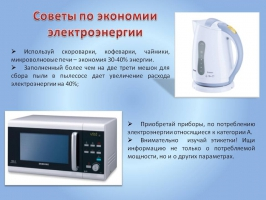 Советы по экономии
электроэнергии
➢ Используй скороварки, кофеварки, чайники,
микроволновые печи – экономия 30-40% энергии.
➢ Заполненный более чем на две трети мешок для
сбора пыли в пылесосе дает увеличение расхода
электроэнергии на 40%;
➢ Приобретай приборы, по потреблению
электроэнергии относящиеся к категории А.
➢ Внимательно изучай этикетки! Ищи
информацию не только о потребляемой
мощности, но и о других параметрах.